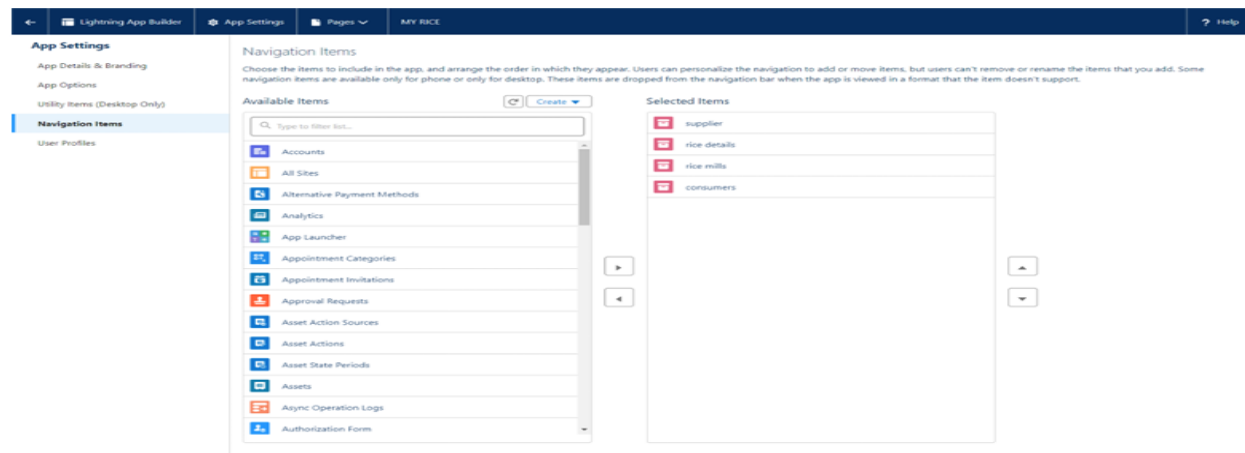 Lightning App Builder App Settings Pages MY RICE ? Help
App Settings
App Details & Branding
App Options
Utility Items (Desktop Only)
Navigation Items
User Profiles
Navigation Items
Choose the items to include in the app, and arrange the order in which they appear. Users can personalize the navigation to add or move items, but users can't remove or rename the items that you add. Some
navigation items are available only for phone or only for desktop. These items are dropped from the navigation bar when the app is viewed in a format that the item doesn't support.
Available Items
Create
Type to filter list...
Accounts
All Sites
Alternative Payment Methods
Analytics
App Launcher
Appointment Categories
Appointment Invitations
Approval Requests
Asset Action Sources
Asset Actions
Asset State Periods
Assets
Async Operation Logs
Authorization Form
Selected Items
supplier
rice details
rice mills
consumers